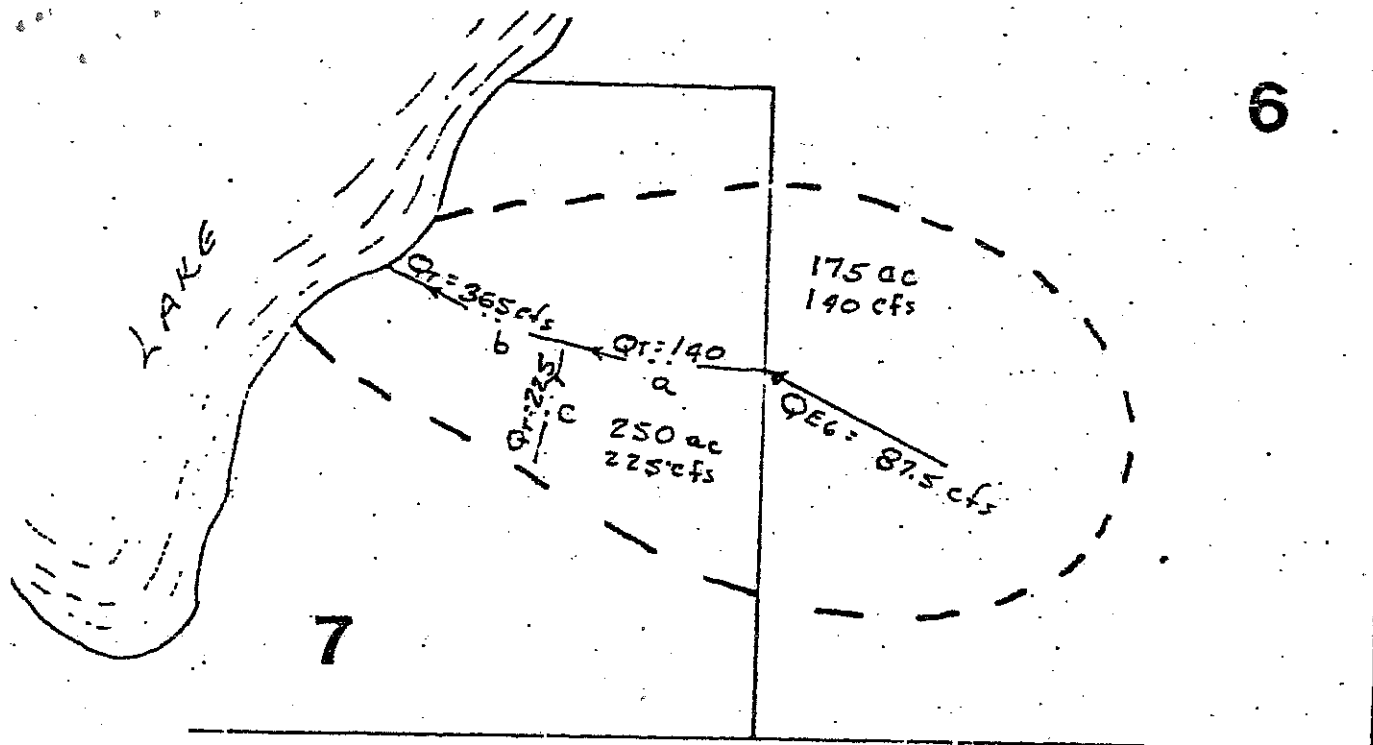 6
LAKE
175 ac
140 cfs
QT=365 cfs
b
QT=140
a
QT=225
c
250 ac
225 cfs
QE6= 87.5 cfs
7